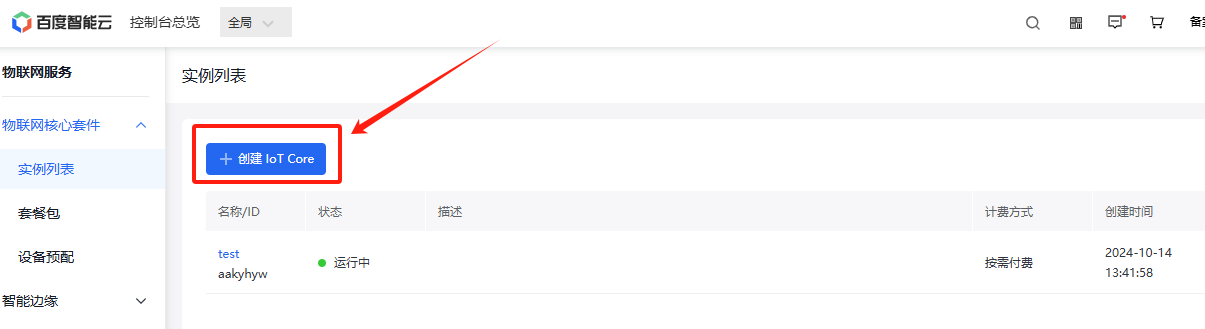 百度智能云 控制台总览 全局
物联网服务
实例列表
物联网核心套件
创建 IoT Core
实例列表
名称/ID 状态 描述 计费方式 创建时间
套餐包
设备预配
test
aakyhyw
运行中
按需付费
2024-10-14
13:41:58
智能边缘